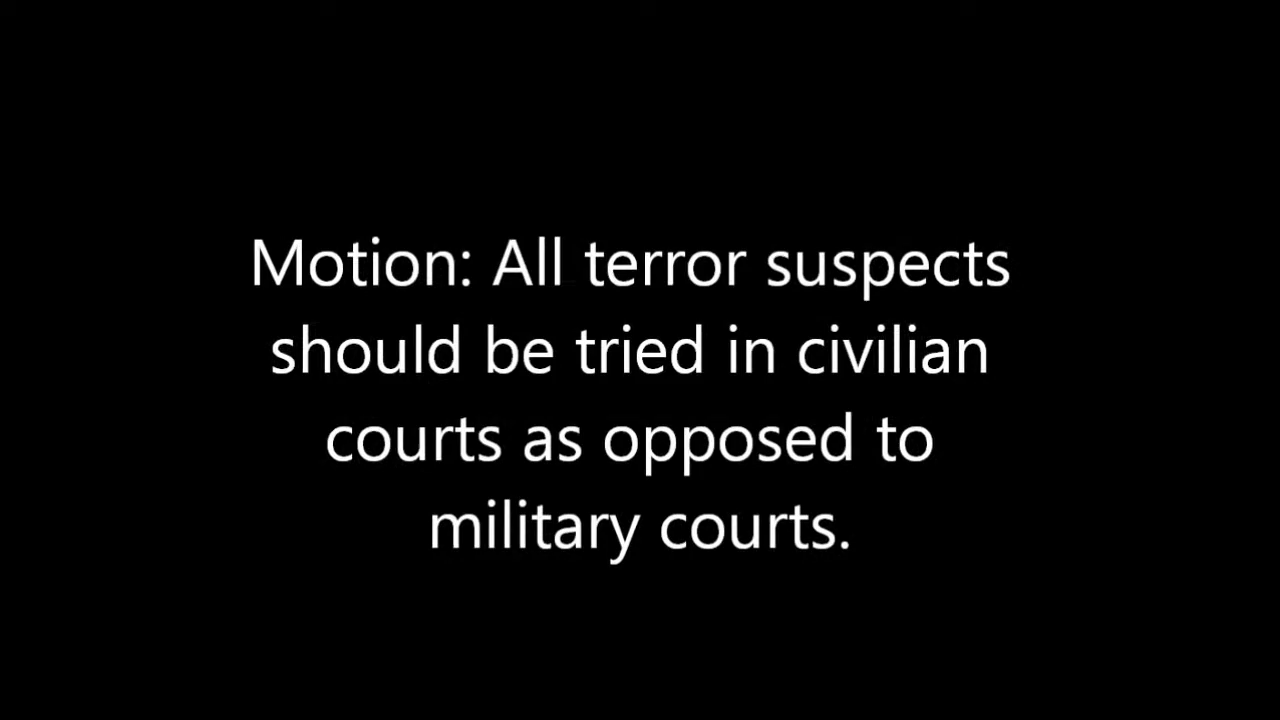 Motion: All terror suspects
should be tried in civilian
courts as opposed to
military courts.